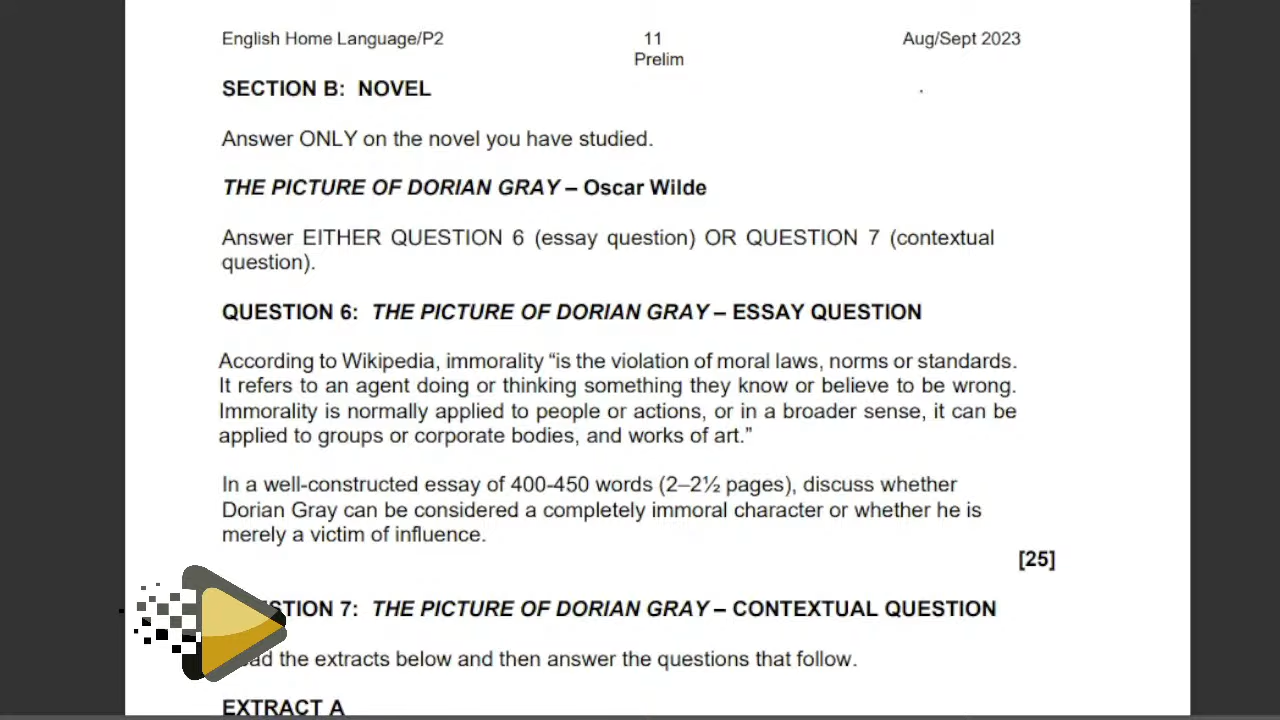 English Home Language/P2 11 Aug/Sept 2023
Prelim
SECTION B: NOVEL
Answer ONLY on the novel you have studied.
THE PICTURE OF DORIAN GRAY – Oscar Wilde
Answer EITHER QUESTION 6 (essay question) OR QUESTION 7 (contextual
question).
QUESTION 6: THE PICTURE OF DORIAN GRAY – ESSAY QUESTION
According to Wikipedia, immorality “is the violation of moral laws, norms or standards.
It refers to an agent doing or thinking something they know or believe to be wrong.
Immorality is normally applied to people or actions, or in a broader sense, it can be
applied to groups or corporate bodies, and works of art.”
In a well-constructed essay of 400-450 words (2–2½ pages), discuss whether
Dorian Gray can be considered a completely immoral character or whether he is
merely a victim of influence.
[25]
STION 7: THE PICTURE OF DORIAN GRAY – CONTEXTUAL QUESTION
ad the extracts below and then answer the questions that follow.
EXTRACT A